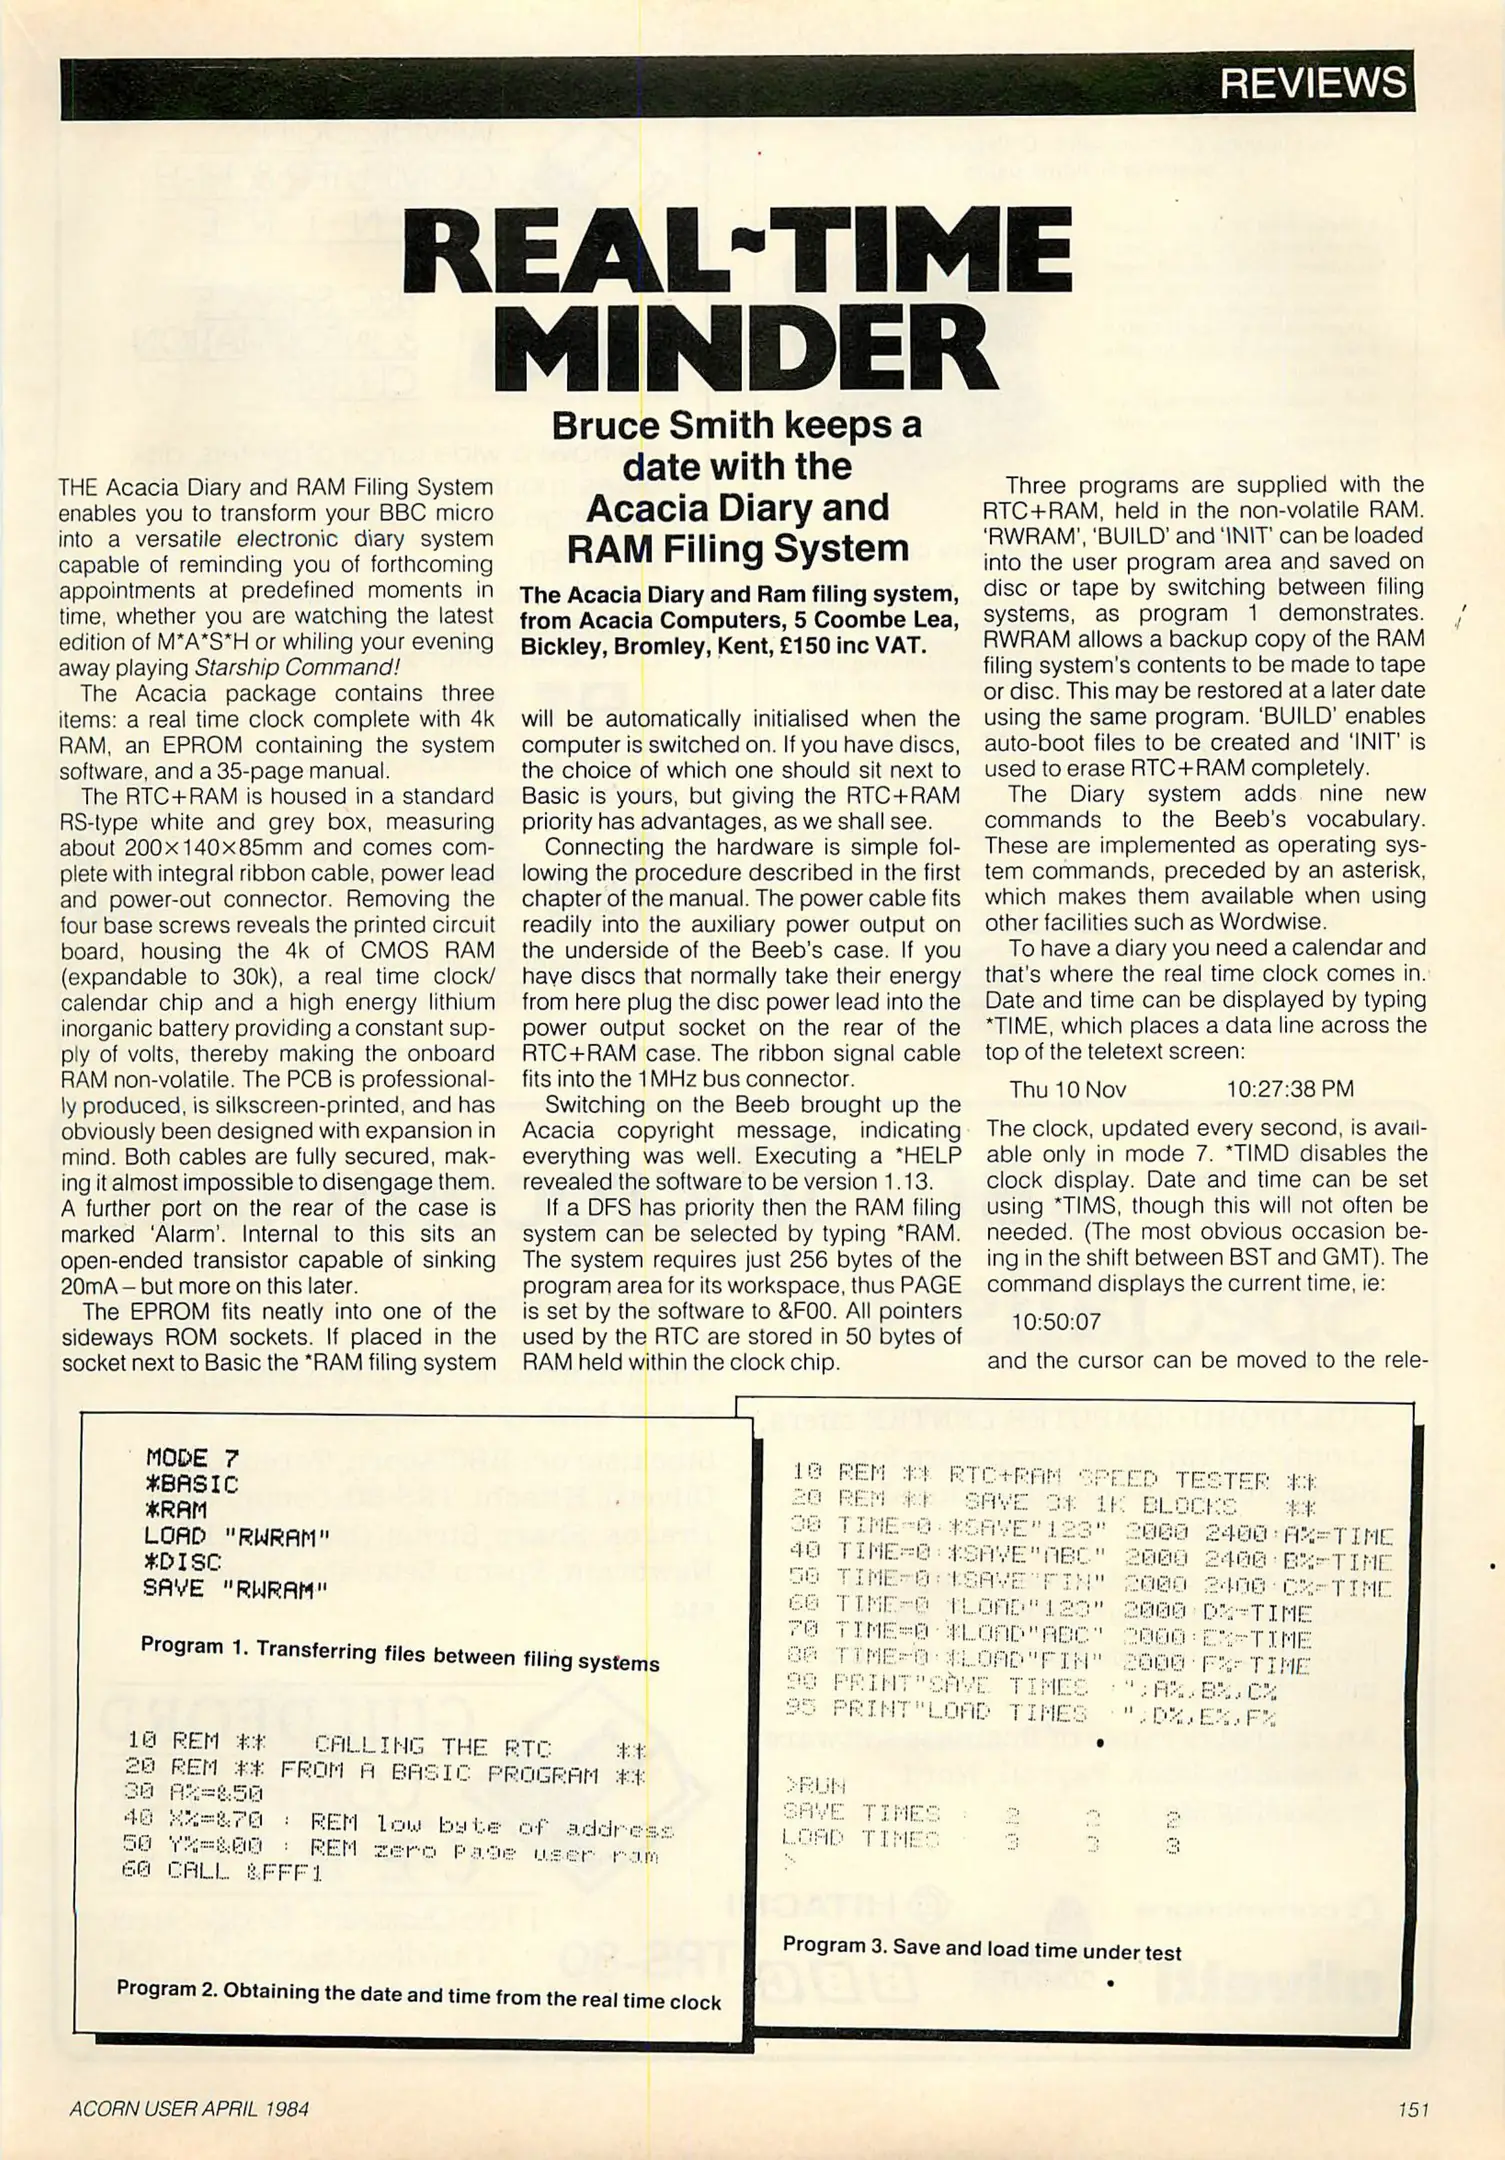 REVIEWS
REAL-TIME
MINDER
Bruce Smith keeps a
date with the
Acacia Diary and
RAM Filing System
The Acacia Diary and Ram filing system,
from Acacia Computers, 5 Coombe Lea,
Bickley, Bromley, Kent, £150 inc VAT.
THE Acacia Diary and RAM Filing System
enables you to transform your BBC micro
into a versatile electronic diary system
capable of reminding you of forthcoming
appointments at predefined moments in
time, whether you are watching the latest
edition of M*A*S*H or whiling your evening
away playing Starship Command!
The Acacia package contains three
items: a real time clock complete with 4k
RAM, an EPROM containing the system
software, and a 35-page manual.
The RTC+RAM is housed in a standard
RS-type white and grey box, measuring
about 200×140×85mm and comes com-
plete with integral ribbon cable, power lead
and power-out connector. Removing the
four base screws reveals the printed circuit
board, housing the 4k of CMOS RAM
(expandable to 30k), a real time clock/
calendar chip and a high energy lithium
inorganic battery providing a constant sup-
ply of volts, thereby making the onboard
RAM non-volatile. The PCB is professional-
ly produced, is silkscreen-printed, and has
obviously been designed with expansion in
mind. Both cables are fully secured, mak-
ing it almost impossible to disengage them.
A further port on the rear of the case is
marked 'Alarm'. Internal to this sits an
open-ended transistor capable of sinking
20mA – but more on this later.
The EPROM fits neatly into one of the
sideways ROM sockets. If placed in the
socket next to Basic the *RAM filing system
will be automatically initialised when the
computer is switched on. If you have discs,
the choice of which one should sit next to
Basic is yours, but giving the RTC+RAM
priority has advantages, as we shall see.
Connecting the hardware is simple fol-
lowing the procedure described in the first
chapter of the manual. The power cable fits
readily into the auxiliary power output on
the underside of the Beeb's case. If you
have discs that normally take their energy
from here plug the disc power lead into the
power output socket on the rear of the
RTC+RAM case. The ribbon signal cable
fits into the 1MHz bus connector.
Switching on the Beeb brought up the
Acacia copyright message, indicating
everything was well. Executing a *HELP
revealed the software to be version 1.13.
If a DFS has priority then the RAM filing
system can be selected by typing *RAM.
The system requires just 256 bytes of the
program area for its workspace, thus PAGE
is set by the software to &F00. All pointers
used by the RTC are stored in 50 bytes of
RAM held within the clock chip.
Three programs are supplied with the
RTC+RAM, held in the non-volatile RAM.
'RWRAM', 'BUILD' and 'INIT' can be loaded
into the user program area and saved on
disc or tape by switching between filing
systems, as program 1 demonstrates.
RWRAM allows a backup copy of the RAM
filing system's contents to be made to tape
or disc. This may be restored at a later date
using the same program. 'BUILD' enables
auto-boot files to be created and 'INIT' is
used to erase RTC+RAM completely.
The Diary system adds nine new
commands to the Beeb's vocabulary.
These are implemented as operating sys-
tem commands, preceded by an asterisk,
which makes them available when using
other facilities such as Wordwise.
To have a diary you need a calendar and
that's where the real time clock comes in.
Date and time can be displayed by typing
*TIME, which places a data line across the
top of the teletext screen:
Thu 10 Nov 10:27:38 PM
The clock, updated every second, is avail-
able only in mode 7. *TIMD disables the
clock display. Date and time can be set
using *TIMS, though this will not often be
needed. (The most obvious occasion be-
ing in the shift between BST and GMT). The
command displays the current time, ie:
10:50:07
and the cursor can be moved to the rele-
MODE 7
*BASIC
*RAM
LOAD "RWRAM"
*DISC
SAVE "RWRAM"
Program 1. Transferring files between filing systems
10 REM ** CALLING THE RTC **
20 REM ** FROM A BASIC PROGRAM **
30 A%=&50
40 X%=&70 : REM low byte of address
50 Y%=&00 : REM zero page user ram
60 CALL &FFF1
Program 2. Obtaining the date and time from the real time clock
10 REM ** RTC+RAM SPEED TESTER **
20 REM ** SAVE 3* 1K BLOCKS **
30 TIME=0:*SAVE"123" 2000 2400:A%=TIME
40 TIME=0:*SAVE"ABC" 2000 2400:B%=TIME
50 TIME=0:*SAVE"FIN" 2000 2400:C%=TIME
60 TIME=0 *LOAD"123" 2000:D%=TIME
70 TIME=0:*LOAD"ABC" 2000:E%=TIME
80 TIME=0:*LOAD"FIN" 2000:F%=TIME
90 PRINT"SAVE TIMES : ";A%,B%,C%
95 PRINT"LOAD TIMES : ";D%,E%,F%
>RUN
SAVE TIMES : 2 2 2
LOAD TIMES 3 3 3
>
Program 3. Save and load time under test
ACORN USER APRIL 1984
151